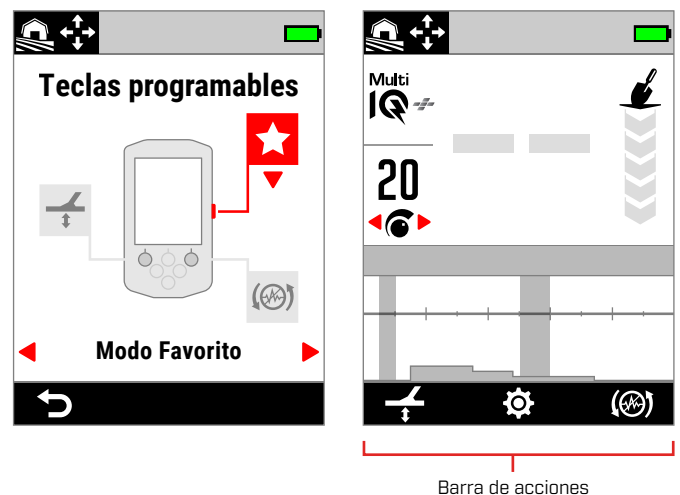 Teclas programables
Modo Favorito
Multi
IQ
20
Barra de acciones